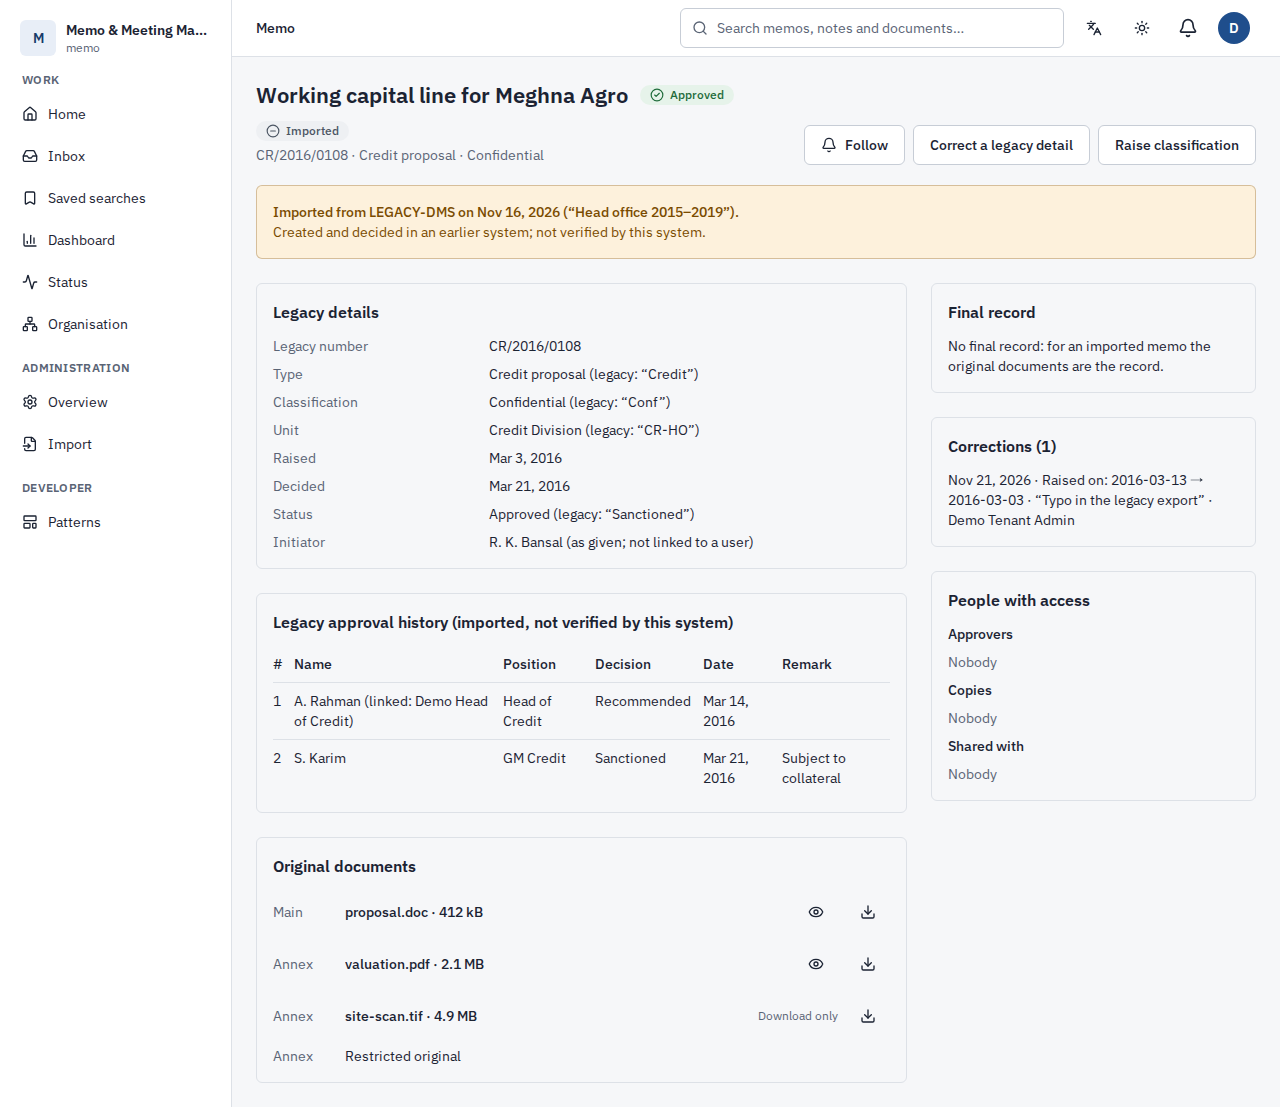 M
Memo & Meeting Ma...
memo
WORK
Home
Inbox
Saved searches
Dashboard
Status
Organisation
ADMINISTRATION
Overview
Import
DEVELOPER
Patterns
Memo
Search memos, notes and documents...
D
Working capital line for Meghna Agro
Approved
Imported
CR/2016/0108 · Credit proposal · Confidential
Follow
Correct a legacy detail
Raise classification
Imported from LEGACY-DMS on Nov 16, 2026 (“Head office 2015–2019”).
Created and decided in an earlier system; not verified by this system.
Legacy details
Legacy number CR/2016/0108
Type Credit proposal (legacy: “Credit”)
Classification Confidential (legacy: “Conf”)
Unit Credit Division (legacy: “CR-HO”)
Raised Mar 3, 2016
Decided Mar 21, 2016
Status Approved (legacy: “Sanctioned”)
Initiator R. K. Bansal (as given; not linked to a user)
Legacy approval history (imported, not verified by this system)
# Name Position Decision Date Remark
1 A. Rahman (linked: Demo Head of Credit) Head of Credit Recommended Mar 14, 2016
2 S. Karim GM Credit Sanctioned Mar 21, 2016 Subject to collateral
Original documents
Main proposal.doc · 412 kB
Annex valuation.pdf · 2.1 MB
Annex site-scan.tif · 4.9 MB Download only
Annex Restricted original
Final record
No final record: for an imported memo the
original documents are the record.
Corrections (1)
Nov 21, 2026 · Raised on: 2016-03-13 →
2016-03-03 · “Typo in the legacy export” ·
Demo Tenant Admin
People with access
Approvers
Nobody
Copies
Nobody
Shared with
Nobody